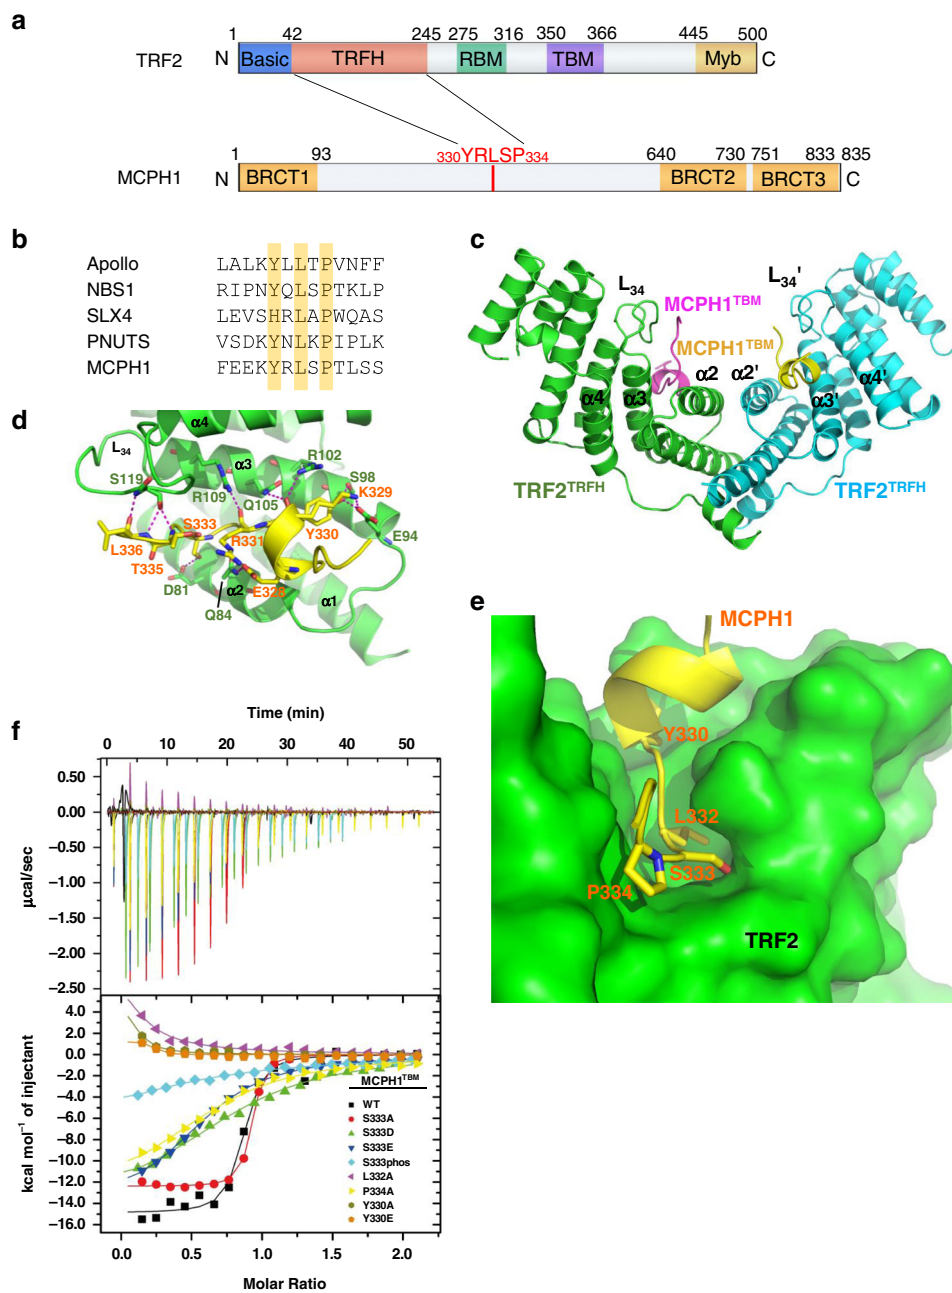 a
1 42 245 275 316 350 366 445 500
TRF2 N Basic TRFH RBM TBM Myb C
330YRLSP334
1 93 640 730 751 833 835
MCPH1 N BRCT1 BRCT2 BRCT3 C
b
Apollo LALKYLLTPVNFF
NBS1 RIPNYQLSPTKLP
SLX4 LEVSHRLAPWQAS
PNUTS VSDKYNLKPIPLK
MCPH1 FEEKYRLSPTLSS
c
L34 L34'
MCPH1TBM
MCPH1TBM
α4 α3 α2 α2' α3' α4'
TRF2TRFH TRF2TRFH
d
α4
L34
α3
R102
S119
S98
R109
K329
Q105
S333
Y330
R331
E94
L336
T335
D81
α2
E325
α1
Q84
e
MCPH1
Y330
L332
S333
P334
TRF2
f
Time (min)
0 10 20 30 40 50
0.50
0.00
−0.50
−1.00
−1.50
−2.00
−2.50
μcal/sec
4.0
2.0
0.0
−2.0
−4.0
−6.0
−8.0
−10.0
−12.0
−14.0
−16.0
kcal mol−1 of injectant
MCPH1TBM
WT
S333A
S333D
S333E
S333phos
L332A
P334A
Y330A
Y330E
0.0 0.5 1.0 1.5 2.0
Molar Ratio